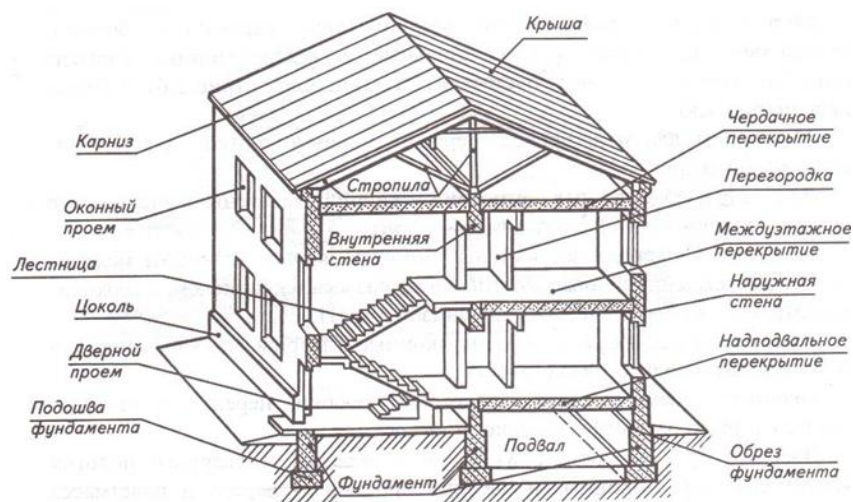 Крыша
Карниз
Чердачное
перекрытие
Стропила
Перегородка
Оконный
проем
Внутренняя
стена
Междуэтажное
перекрытие
Лестница
Наружная
стена
Цоколь
Дверной
проем
Надподвальное
перекрытие
Подошва
фундамента
Подвал
Обрез
фундамента
Фундамент